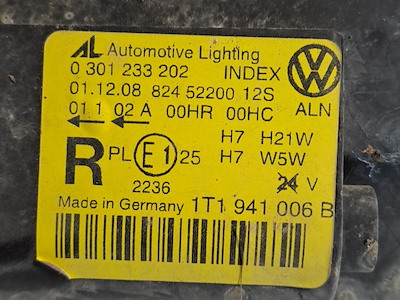 AL Automotive Lighting
0 301 233 202 INDEX
01.12.08 824 52200 12S
ALN
01 1 02 A 00HR 00HC
H7 H21W
R PL E1 25 H7 W5W
2236 24 V
Made in Germany 1T1 941 006 B